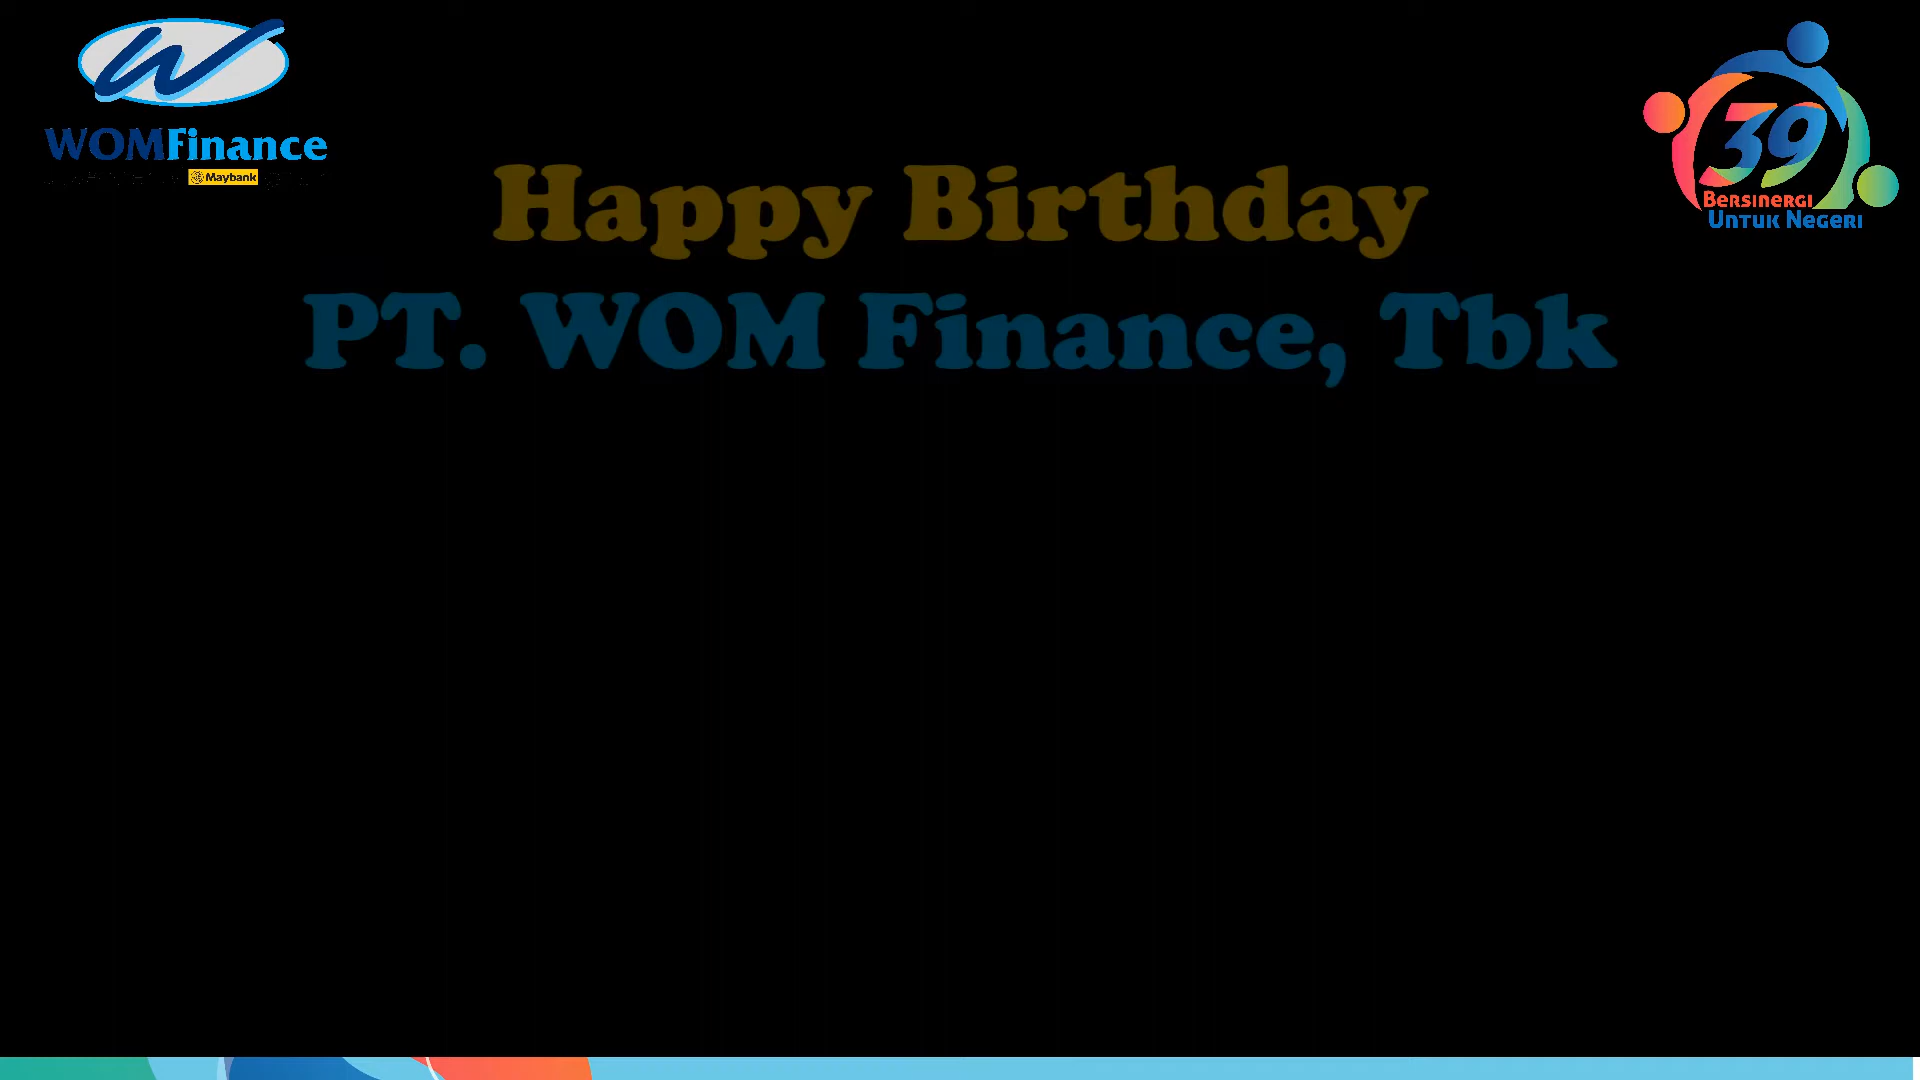 WOMFinance
Maybank
39
BERSINERGI
UNTUK NEGERI
Happy Birthday
PT. WOM Finance, Tbk